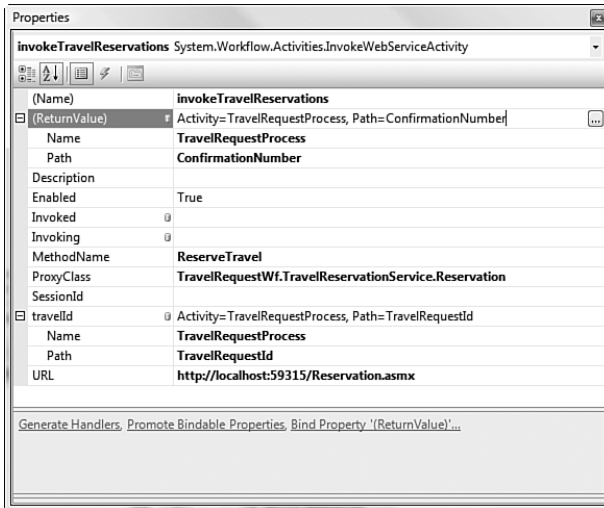 Properties
invokeTravelReservations System.Workflow.Activities.InvokeWebServiceActivity
(Name) invokeTravelReservations
(ReturnValue) Activity=TravelRequestProcess, Path=ConfirmationNumber ...
Name TravelRequestProcess
Path ConfirmationNumber
Description
Enabled True
Invoked
Invoking
MethodName ReserveTravel
ProxyClass TravelRequestWf.TravelReservationService.Reservation
SessionId
travelId Activity=TravelRequestProcess, Path=TravelRequestId
Name TravelRequestProcess
Path TravelRequestId
URL http://localhost:59315/Reservation.asmx
Generate Handlers, Promote Bindable Properties, Bind Property '(ReturnValue)'...